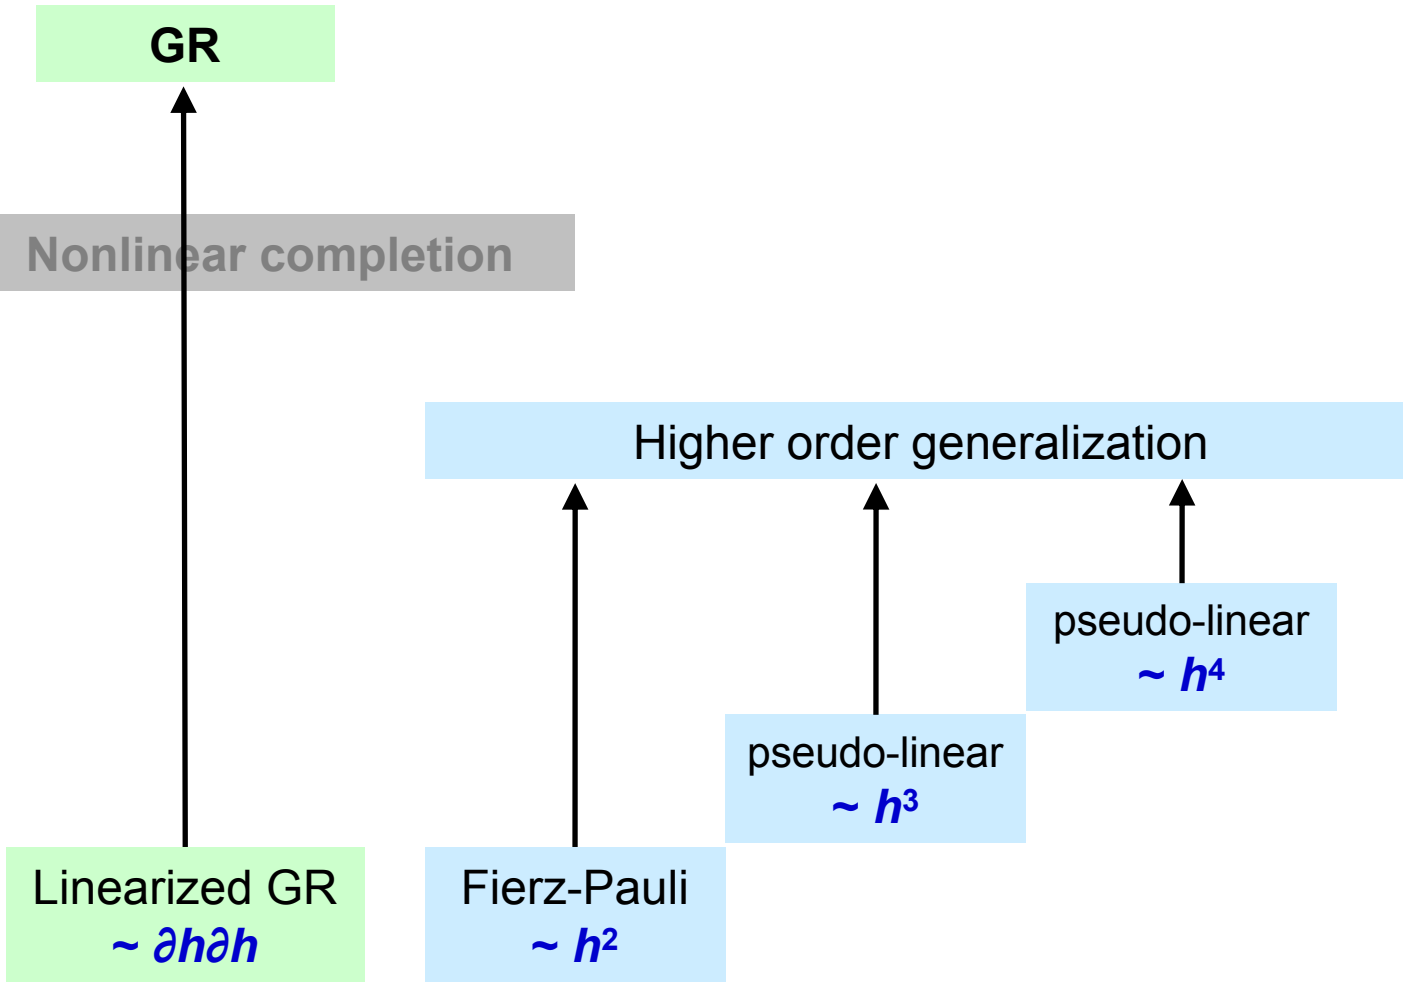 GR
Nonlinear completion
Higher order generalization
pseudo-linear
~ h⁴
pseudo-linear
~ h³
Linearized GR
~ ∂h∂h
Fierz-Pauli
~ h²